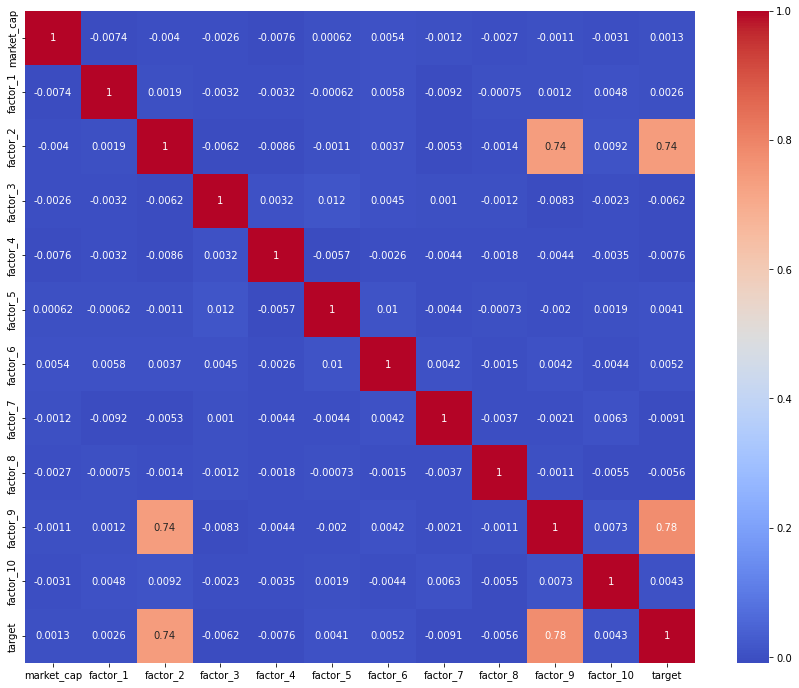 market_cap 1 -0.0074 -0.004 -0.0026 -0.0076 0.00062 0.0054 -0.0012 -0.0027 -0.0011 -0.0031 0.0013 1.0
factor_1 -0.0074 1 0.0019 -0.0032 -0.0032 -0.00062 0.0058 -0.0092 -0.00075 0.0012 0.0048 0.0026
factor_2 -0.004 0.0019 1 -0.0062 -0.0086 -0.0011 0.0037 -0.0053 -0.0014 0.74 0.0092 0.74 0.8
factor_3 -0.0026 -0.0032 -0.0062 1 0.0032 0.012 0.0045 0.001 -0.0012 -0.0083 -0.0023 -0.0062
factor_4 -0.0076 -0.0032 -0.0086 0.0032 1 -0.0057 -0.0026 -0.0044 -0.0018 -0.0044 -0.0035 -0.0076 0.6
factor_5 0.00062 -0.00062 -0.0011 0.012 -0.0057 1 0.01 -0.0044 -0.00073 -0.002 0.0019 0.0041
factor_6 0.0054 0.0058 0.0037 0.0045 -0.0026 0.01 1 0.0042 -0.0015 0.0042 -0.0044 0.0052
factor_7 -0.0012 -0.0092 -0.0053 0.001 -0.0044 -0.0044 0.0042 1 -0.0037 -0.0021 0.0063 -0.0091 0.4
factor_8 -0.0027 -0.00075 -0.0014 -0.0012 -0.0018 -0.00073 -0.0015 -0.0037 1 -0.0011 -0.0055 -0.0056
factor_9 -0.0011 0.0012 0.74 -0.0083 -0.0044 -0.002 0.0042 -0.0021 -0.0011 1 0.0073 0.78 0.2
factor_10 -0.0031 0.0048 0.0092 -0.0023 -0.0035 0.0019 -0.0044 0.0063 -0.0055 0.0073 1 0.0043
target 0.0013 0.0026 0.74 -0.0062 -0.0076 0.0041 0.0052 -0.0091 -0.0056 0.78 0.0043 1 0.0
market_cap factor_1 factor_2 factor_3 factor_4 factor_5 factor_6 factor_7 factor_8 factor_9 factor_10 target